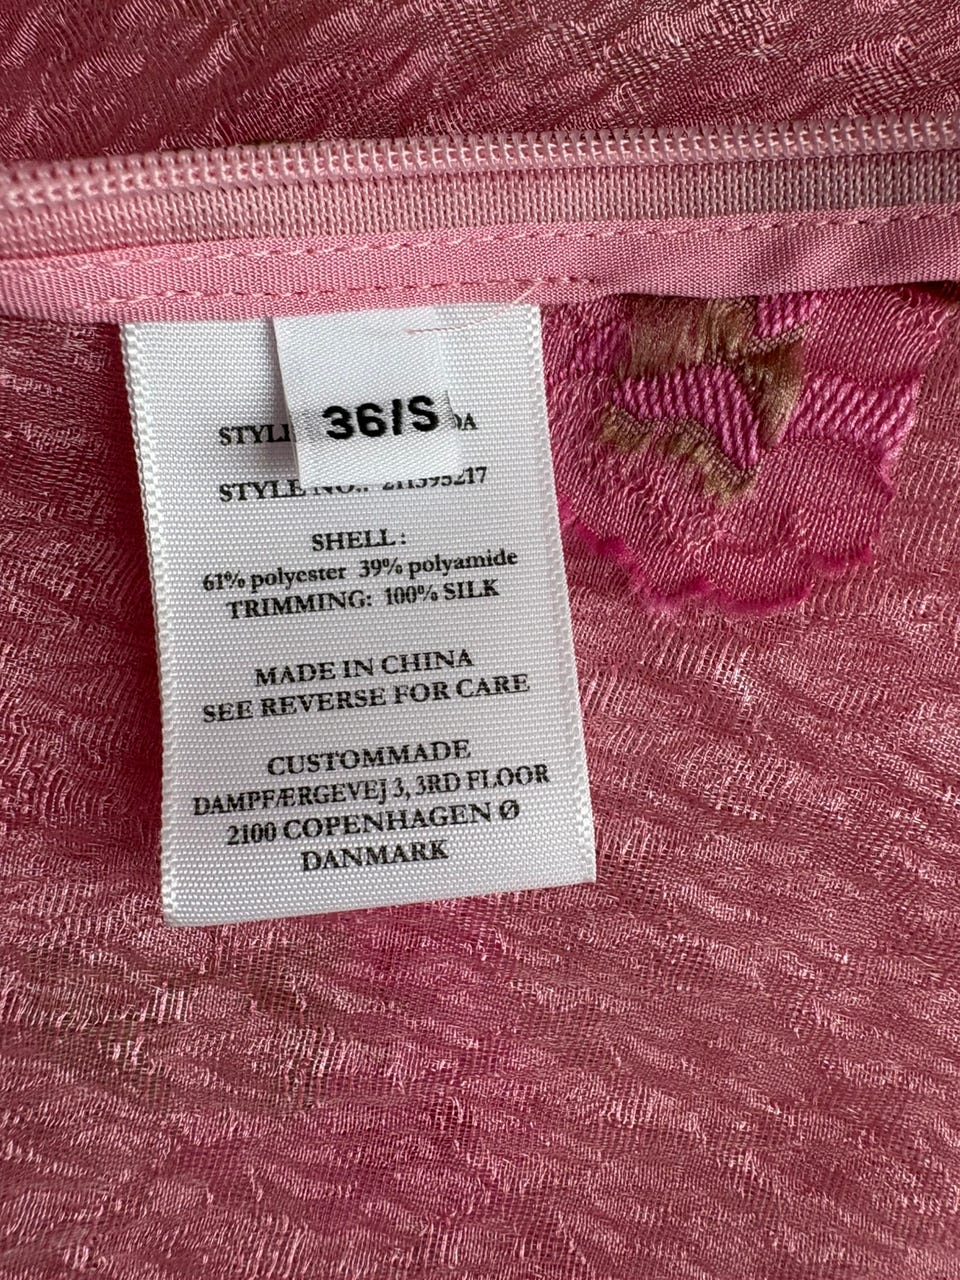 36/S
STYLE NO.: 211395217
SHELL:
61% polyester 39% polyamide
TRIMMING: 100% SILK
MADE IN CHINA
SEE REVERSE FOR CARE
CUSTOMMADE
DAMPFÆRGEVEJ 3, 3RD FLOOR
2100 COPENHAGEN Ø
DANMARK